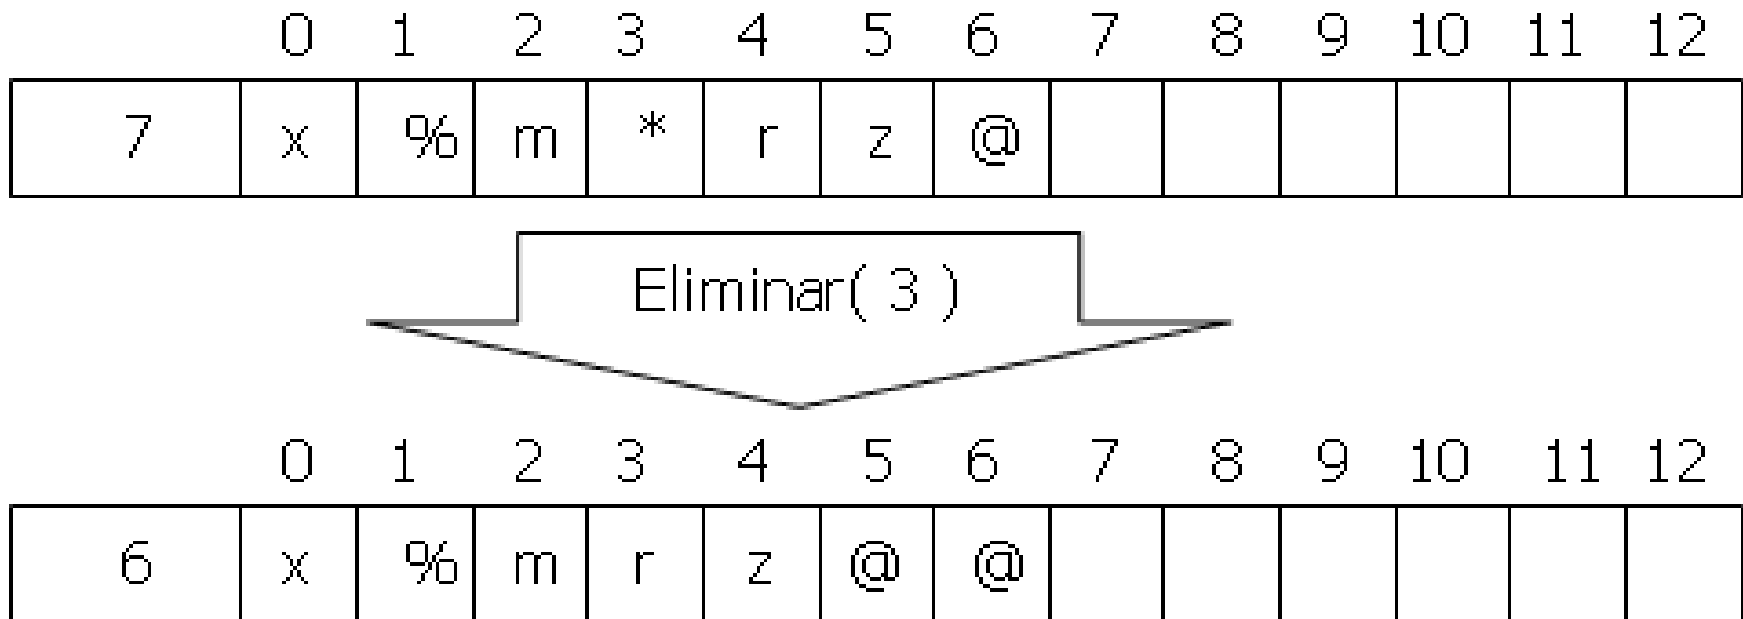 0 1 2 3 4 5 6 7 8 9 10 11 12
7 x % m * r z @
Eliminar( 3 )
0 1 2 3 4 5 6 7 8 9 10 11 12
6 x % m r z @ @